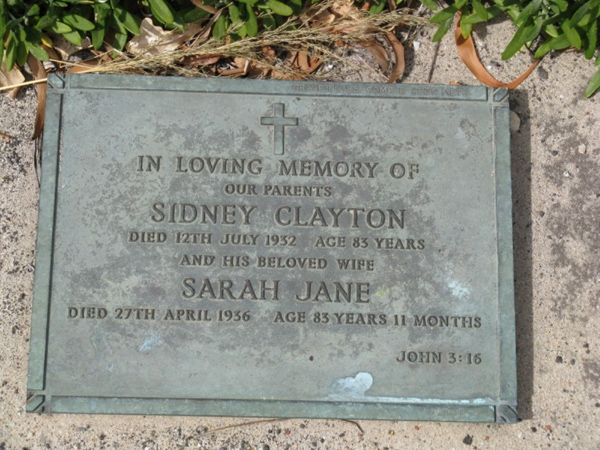 IN LOVING MEMORY OF
OUR PARENTS
SIDNEY CLAYTON
DIED 12TH JULY 1932 AGE 83 YEARS
AND HIS BELOVED WIFE
SARAH JANE
DIED 27TH APRIL 1936 AGE 83 YEARS 11 MONTHS
JOHN 3:16